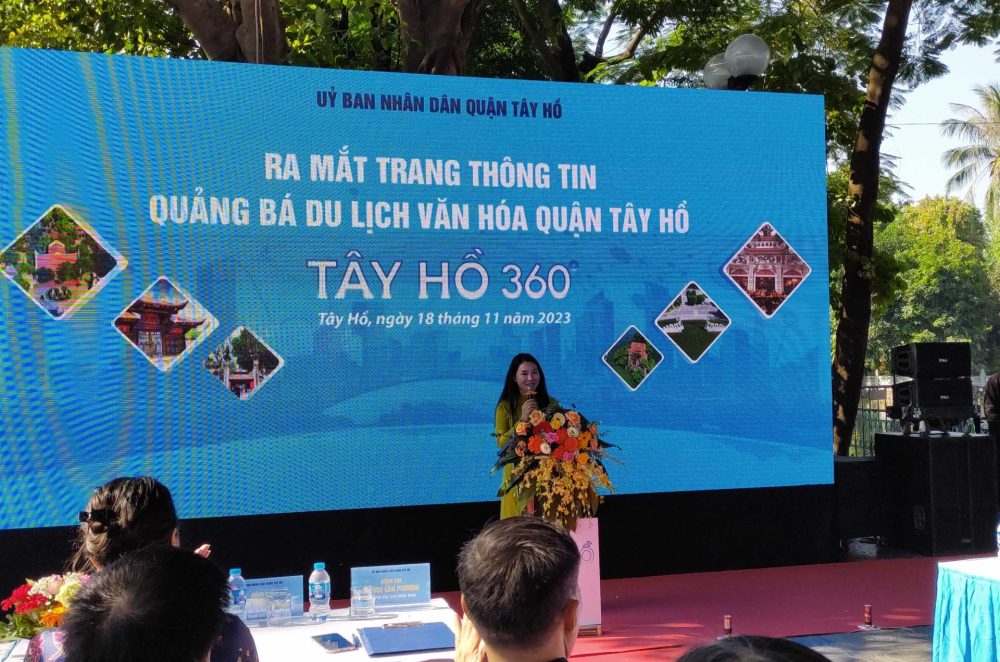 UỶ BAN NHÂN DÂN QUẬN TÂY HỒ
RA MẮT TRANG THÔNG TIN
QUẢNG BÁ DU LỊCH VĂN HÓA QUẬN TÂY HỒ
TÂY HỒ 360°
Tây Hồ, ngày 18 tháng 11 năm 2023